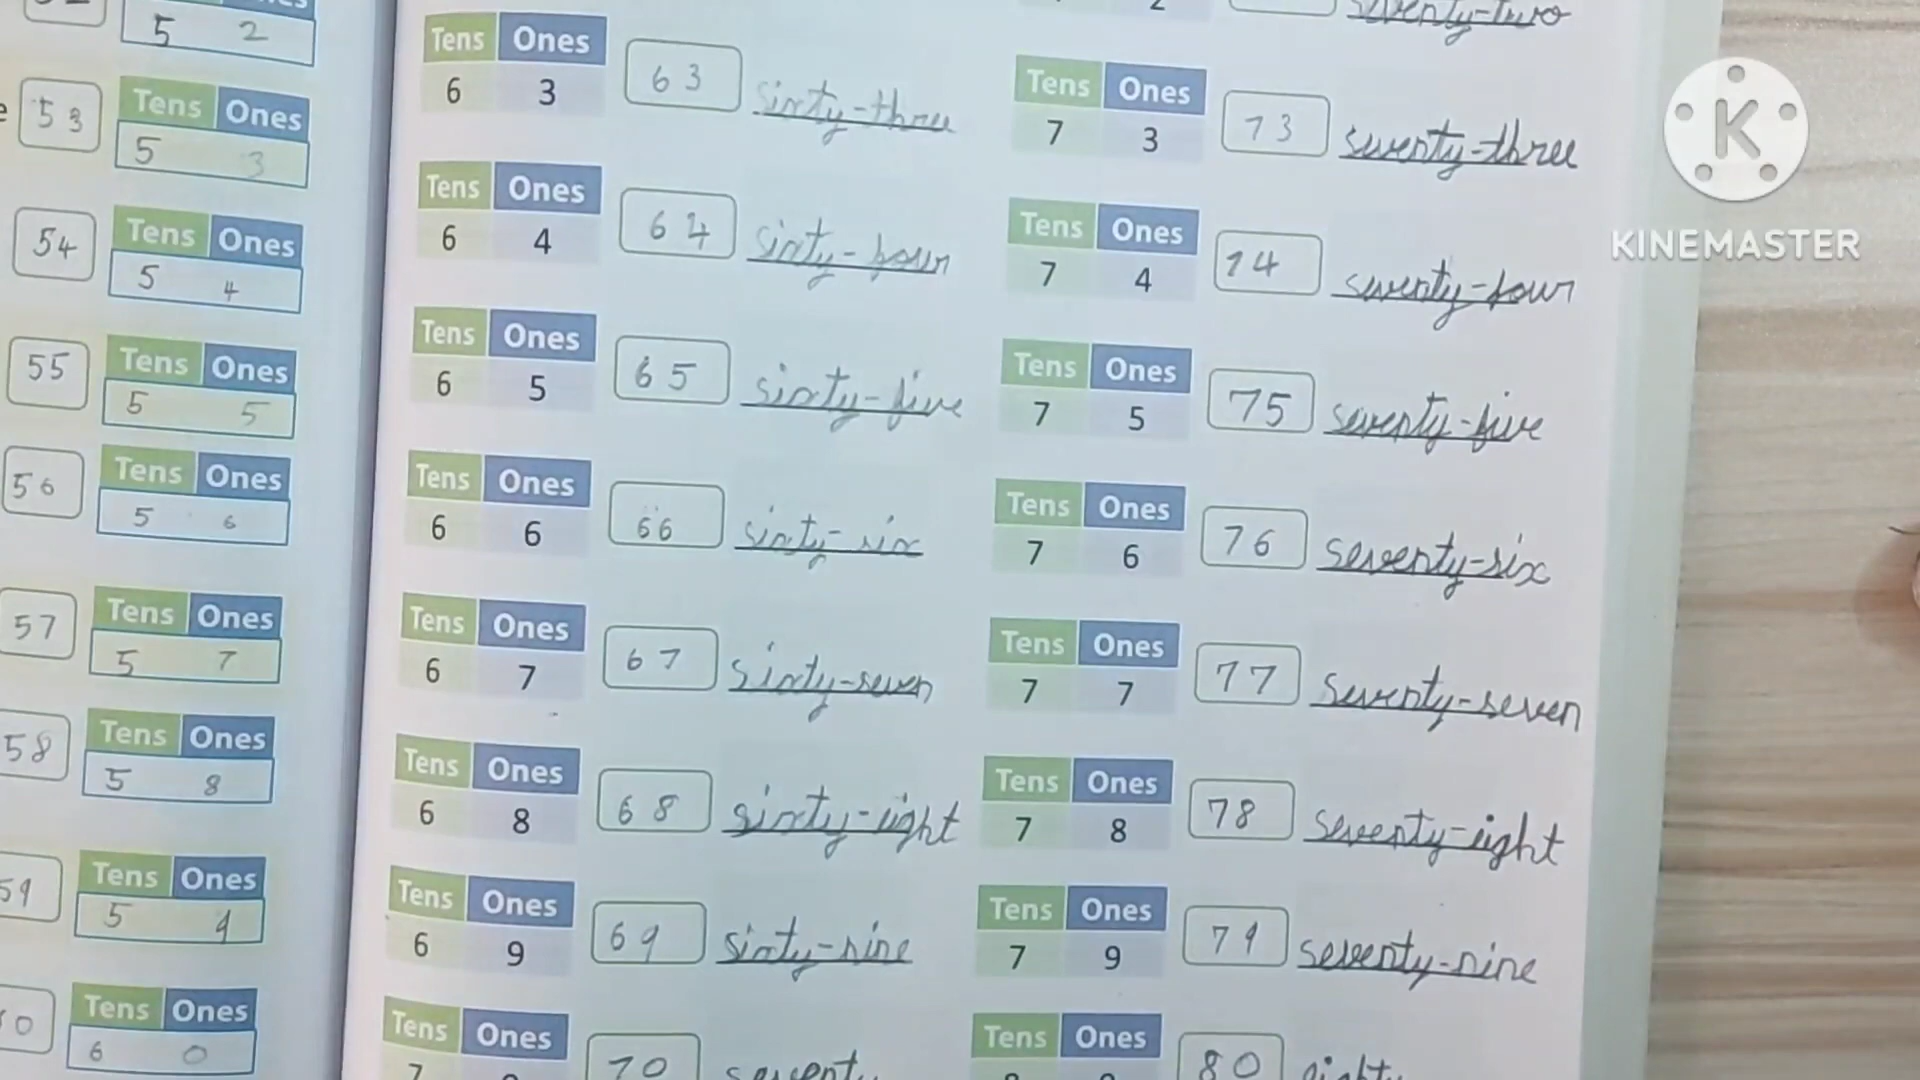 5 2
53 Tens Ones
5 3
54 Tens Ones
5 4
55 Tens Ones
5 5
56 Tens Ones
5 6
57 Tens Ones
5 7
58 Tens Ones
5 8
59 Tens Ones
5 9
Tens Ones
6 0
Tens Ones
6 3 63 sixty-three
Tens Ones
6 4 64 sixty-four
Tens Ones
6 5 65 sixty-five
Tens Ones
6 6 66 sixty-six
Tens Ones
6 7 67 sixty-seven
Tens Ones
6 8 68 sixty-eight
Tens Ones
6 9 69 sixty-nine
Tens Ones
7 70 seventy
2 seventy-two
Tens Ones
7 3 73 seventy-three
Tens Ones
7 4 74 seventy-four
Tens Ones
7 5 75 seventy-five
Tens Ones
7 6 76 seventy-six
Tens Ones
7 7 77 seventy-seven
Tens Ones
7 8 78 seventy-eight
Tens Ones
7 9 79 seventy-nine
Tens Ones
80 eighty
K
KINEMASTER